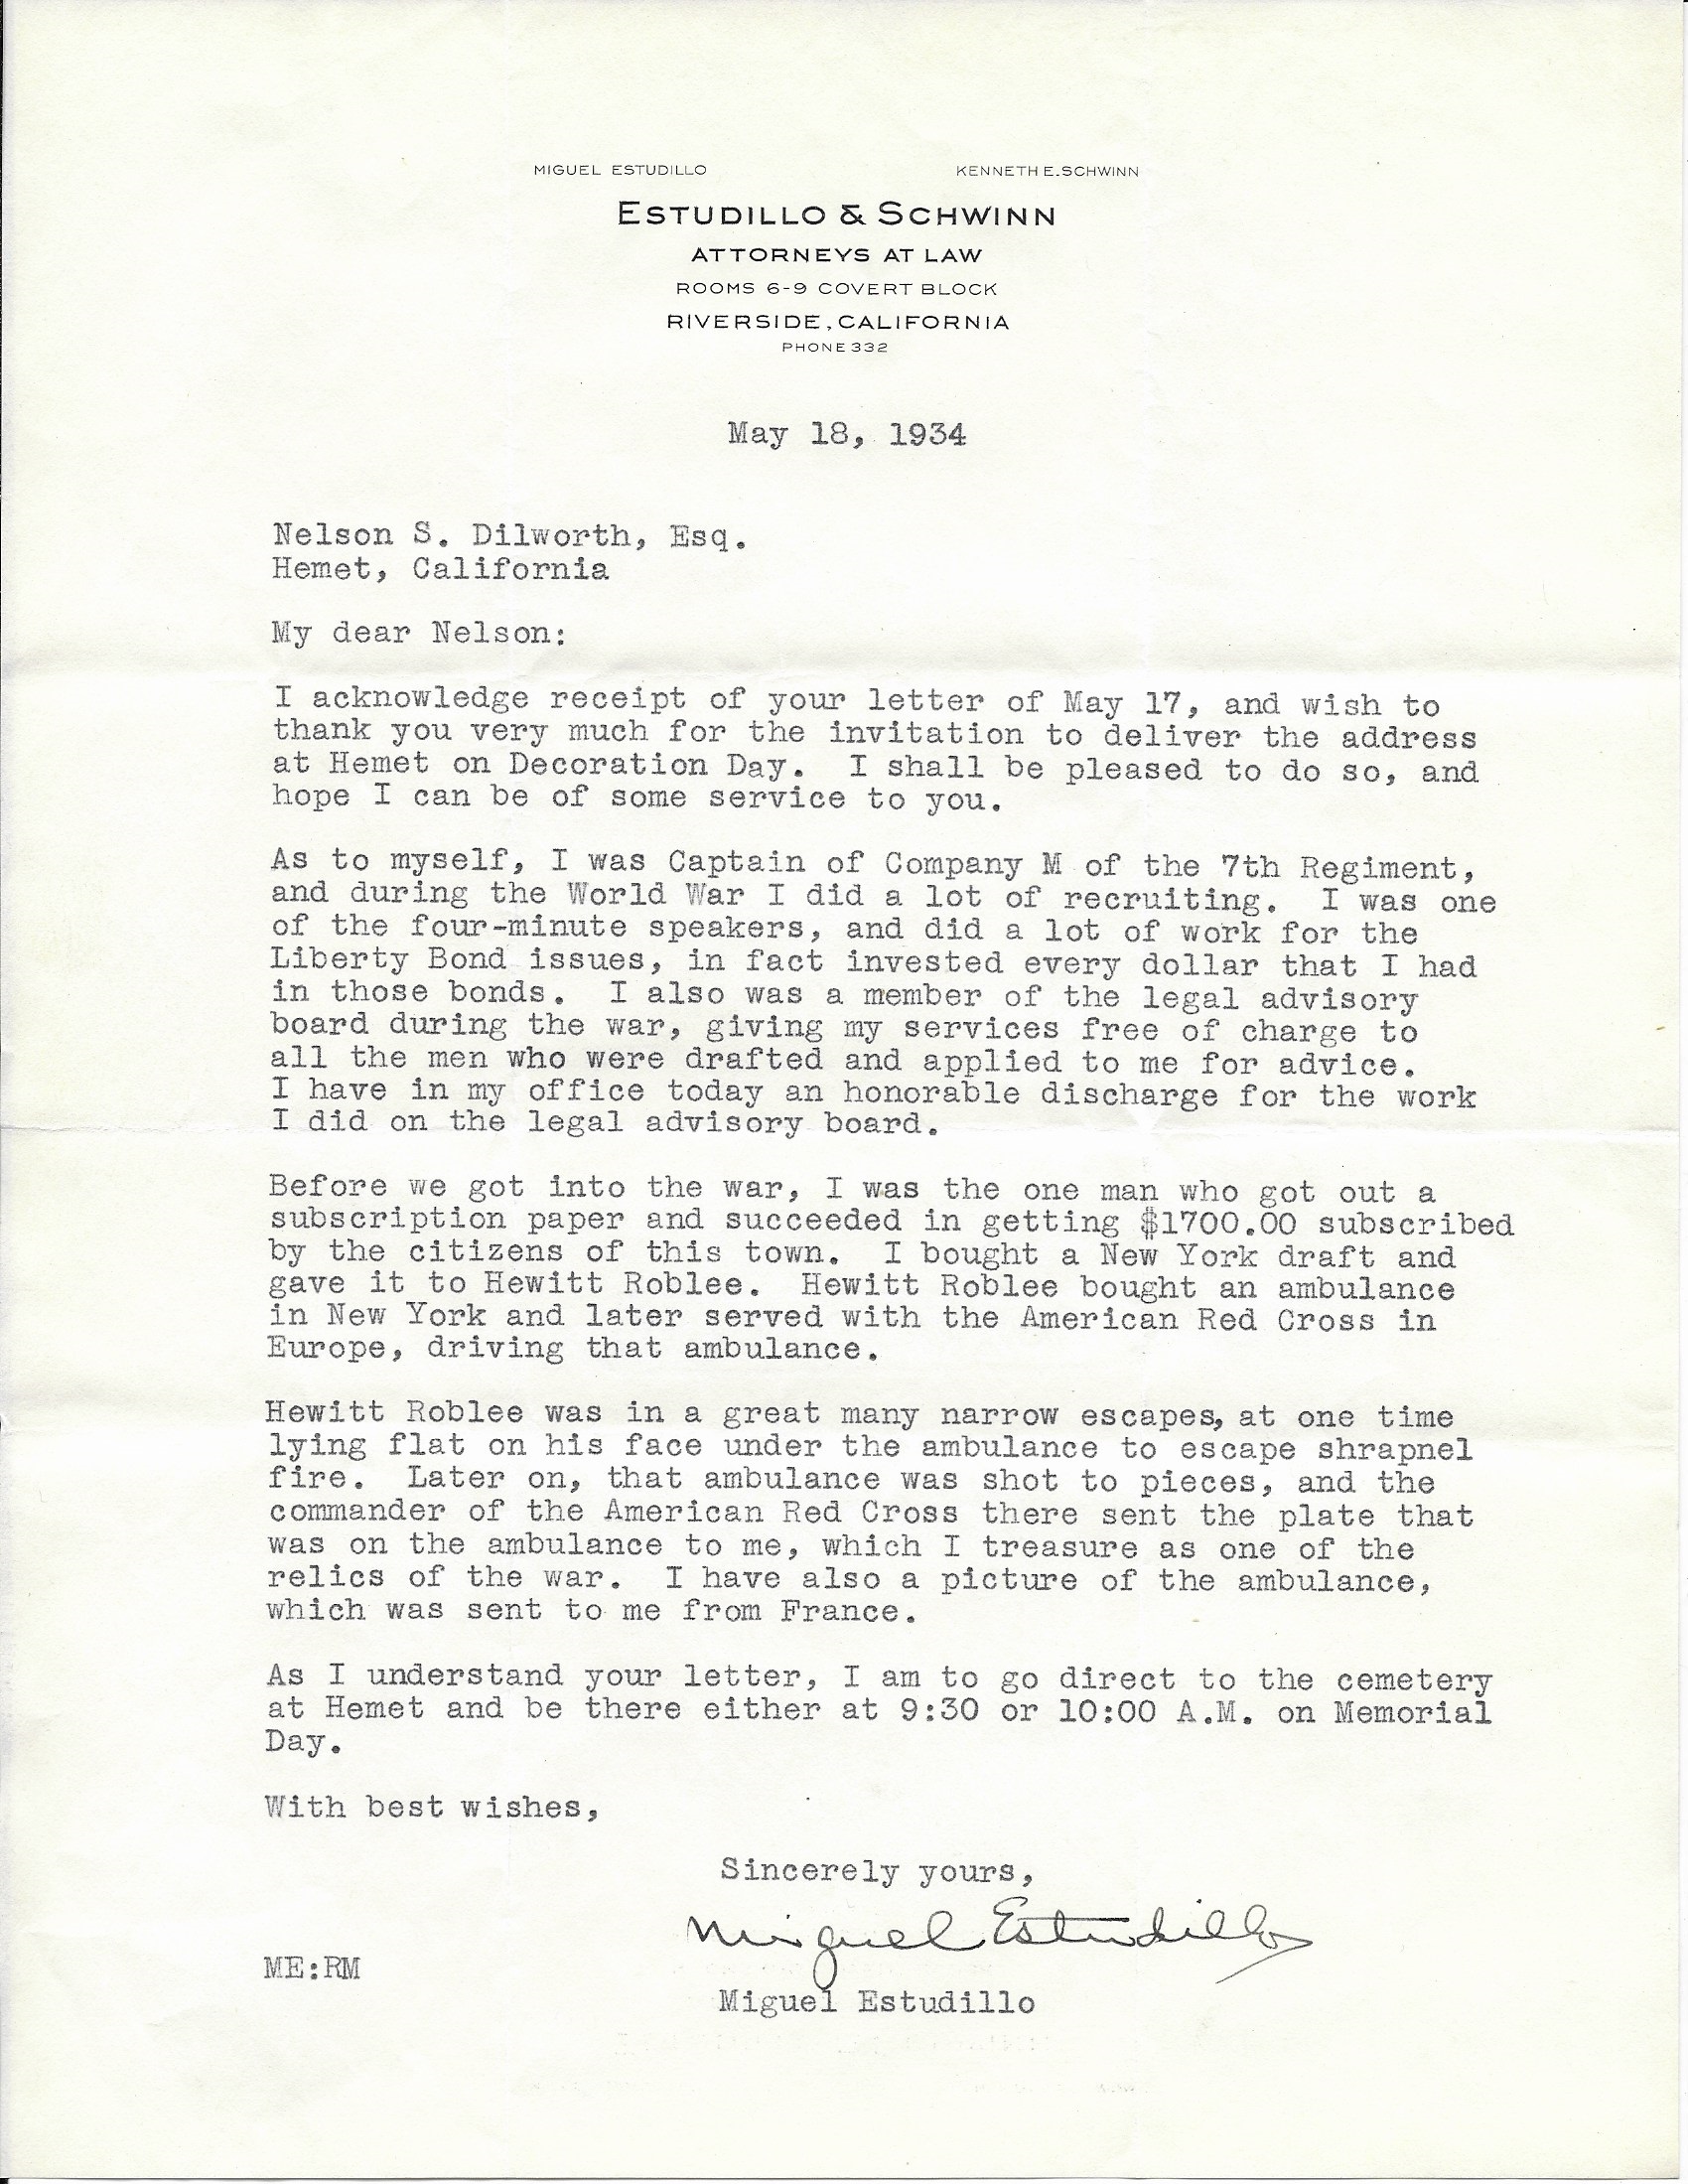 MIGUEL ESTUDILLO KENNETH E. SCHWINN
ESTUDILLO & SCHWINN
ATTORNEYS AT LAW
ROOMS 6-9 COVERT BLOCK
RIVERSIDE, CALIFORNIA
PHONE 332
May 18, 1934
Nelson S. Dilworth, Esq.
Hemet, California
My dear Nelson:
I acknowledge receipt of your letter of May 17, and wish to
thank you very much for the invitation to deliver the address
at Hemet on Decoration Day. I shall be pleased to do so, and
hope I can be of some service to you.
As to myself, I was Captain of Company M of the 7th Regiment,
and during the World War I did a lot of recruiting. I was one
of the four-minute speakers, and did a lot of work for the
Liberty Bond issues, in fact invested every dollar that I had
in those bonds. I also was a member of the legal advisory
board during the war, giving my services free of charge to
all the men who were drafted and applied to me for advice.
I have in my office today an honorable discharge for the work
I did on the legal advisory board.
Before we got into the war, I was the one man who got out a
subscription paper and succeeded in getting $1700.00 subscribed
by the citizens of this town. I bought a New York draft and
gave it to Hewitt Roblee. Hewitt Roblee bought an ambulance
in New York and later served with the American Red Cross in
Europe, driving that ambulance.
Hewitt Roblee was in a great many narrow escapes, at one time
lying flat on his face under the ambulance to escape shrapnel
fire. Later on, that ambulance was shot to pieces, and the
commander of the American Red Cross there sent the plate that
was on the ambulance to me, which I treasure as one of the
relics of the war. I have also a picture of the ambulance,
which was sent to me from France.
As I understand your letter, I am to go direct to the cemetery
at Hemet and be there either at 9:30 or 10:00 A.M. on Memorial
Day.
With best wishes,
Sincerely yours,
Miguel Estudillo
ME:RM
Miguel Estudillo